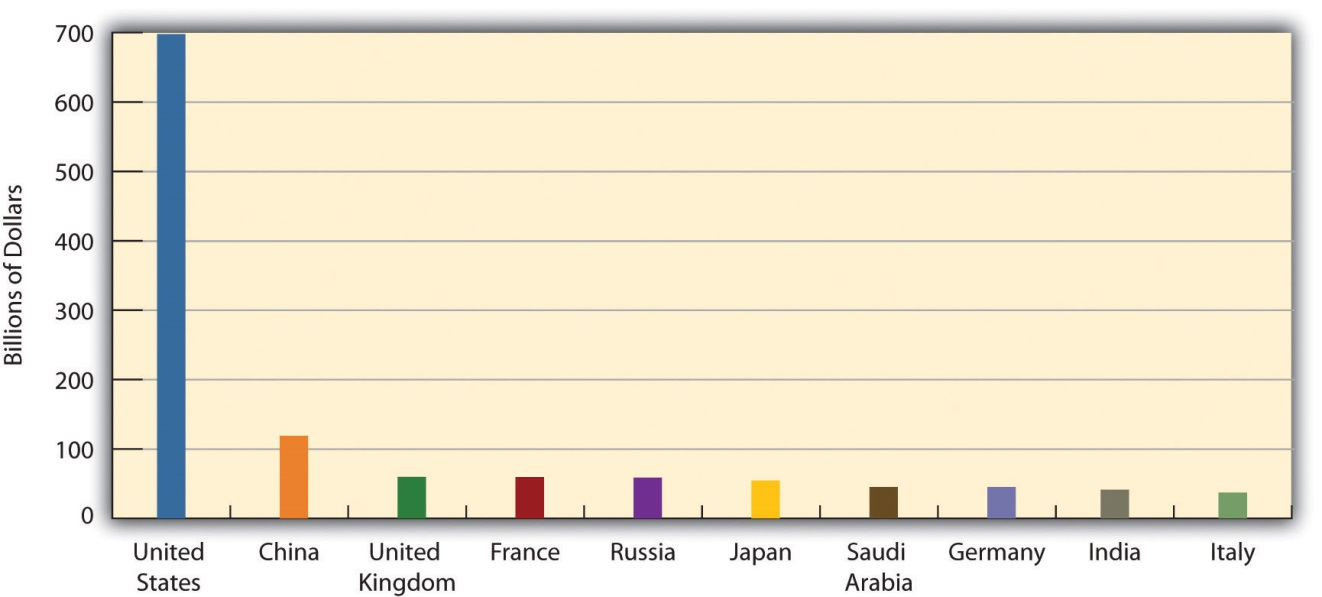 Billions of Dollars
700
600
500
400
300
200
100
0
United States
China
United Kingdom
France
Russia
Japan
Saudi Arabia
Germany
India
Italy